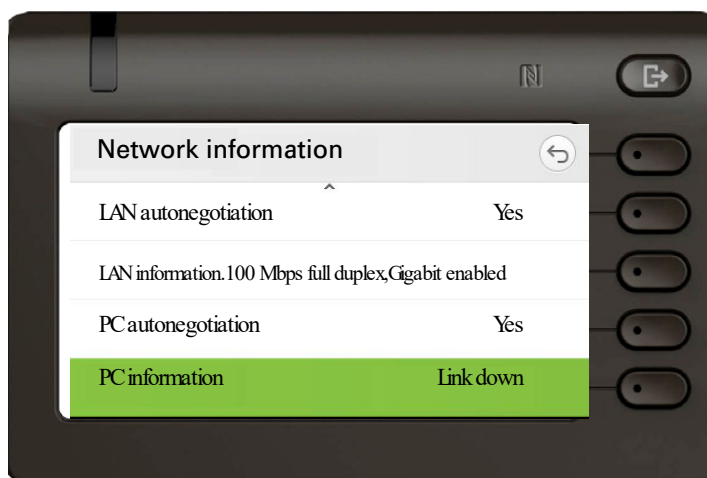 Network information
LAN autonegotiation Yes
LAN information.100 Mbps full duplex,Gigabit enabled
PC autonegotiation Yes
PC information Link down